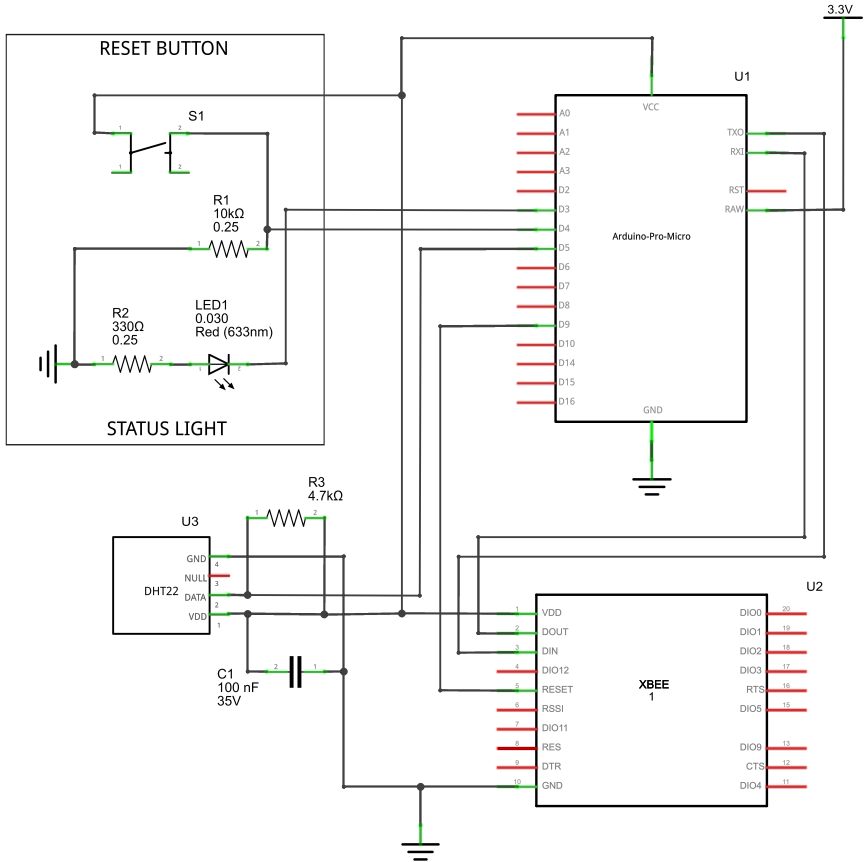 3.3V
RESET BUTTON
S1
1
2
1
2
R1
10kΩ
0.25
1
2
R2
330Ω
0.25
1
2
LED1
0.030
Red (633nm)
STATUS LIGHT
U1
VCC
A0
A1
A2
A3
D2
D3
D4
D5
D6
D7
D8
D9
D10
D14
D15
D16
TXO
RXI
RST
RAW
Arduino-Pro-Micro
GND
R3
4.7kΩ
1
2
U3
DHT22
GND
4
NULL
3
DATA
2
VDD
1
C1
100 nF
35V
2
1
U2
XBEE
1
1 VDD
2 DOUT
3 DIN
4 DIO12
5 RESET
6 RSSI
7 DIO11
8 RES
9 DTR
10 GND
DIO0 20
DIO1 19
DIO2 18
DIO3 17
RTS 16
DIO5 15
DIO9 13
CTS 12
DIO4 11